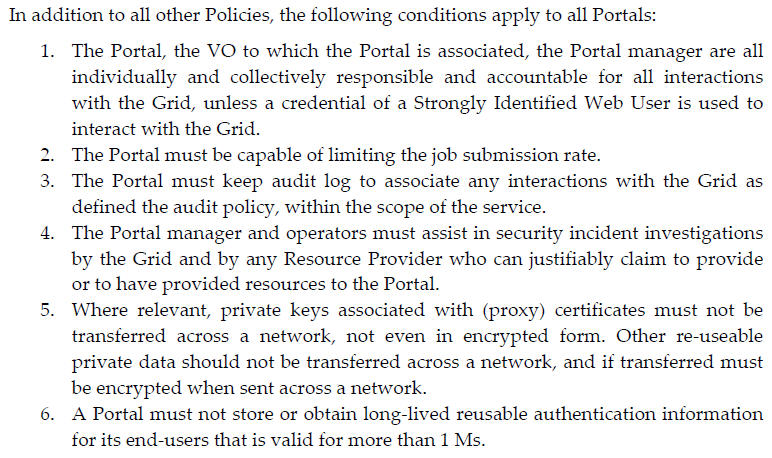 In addition to all other Policies, the following conditions apply to all Portals:
1. The Portal, the VO to which the Portal is associated, the Portal manager are all
individually and collectively responsible and accountable for all interactions
with the Grid, unless a credential of a Strongly Identified Web User is used to
interact with the Grid.
2. The Portal must be capable of limiting the job submission rate.
3. The Portal must keep audit log to associate any interactions with the Grid as
defined the audit policy, within the scope of the service.
4. The Portal manager and operators must assist in security incident investigations
by the Grid and by any Resource Provider who can justifiably claim to provide
or to have provided resources to the Portal.
5. Where relevant, private keys associated with (proxy) certificates must not be
transferred across a network, not even in encrypted form. Other re-useable
private data should not be transferred across a network, and if transferred must
be encrypted when sent across a network.
6. A Portal must not store or obtain long-lived reusable authentication information
for its end-users that is valid for more than 1 Ms.